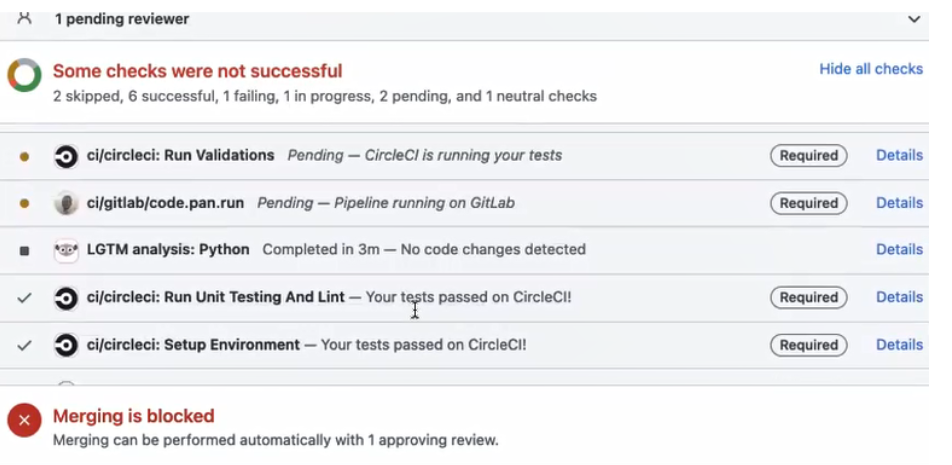 1 pending reviewer
Some checks were not successful
Hide all checks
2 skipped, 6 successful, 1 failing, 1 in progress, 2 pending, and 1 neutral checks
ci/circleci: Run Validations Pending — CircleCI is running your tests Required Details
ci/gitlab/code.pan.run Pending — Pipeline running on GitLab Required Details
LGTM analysis: Python Completed in 3m — No code changes detected Details
ci/circleci: Run Unit Testing And Lint — Your tests passed on CircleCI! Required Details
ci/circleci: Setup Environment — Your tests passed on CircleCI! Required Details
Merging is blocked
Merging can be performed automatically with 1 approving review.